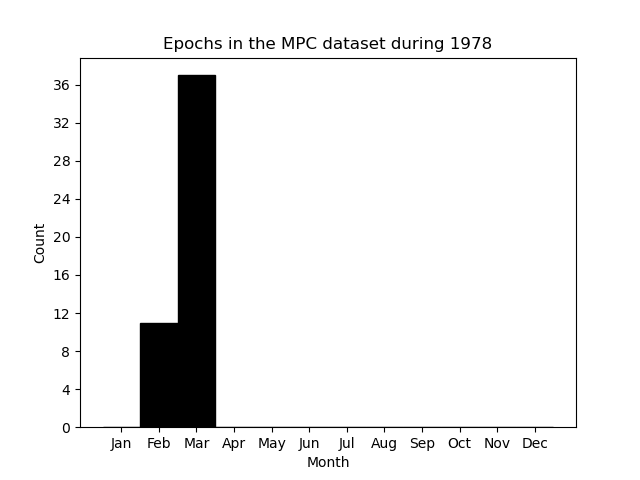 Epochs in the MPC dataset during 1978
Count
36
32
28
24
20
16
12
8
4
0
Jan Feb Mar Apr May Jun Jul Aug Sep Oct Nov Dec
Month